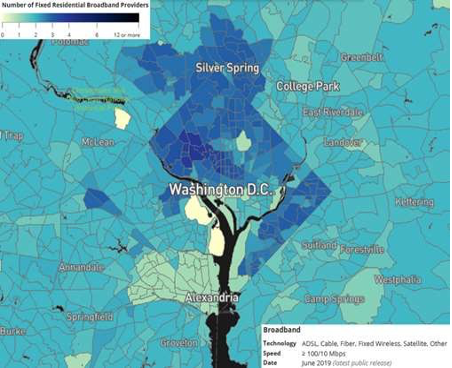 Number of Fixed Residential Broadband Providers
0 1 2 3 4 6 12 or more
Potomac
Silver Spring
Greenbelt
College Park
East Riverdale
McLean
Landover
Washington D.C.
Kettering
Suitland
Forestville
Annandale
Westphalia
Alexandria
Camp Springs
Springfield
Burke
Groveton
Broadband
Technology ADSL, Cable, Fiber, Fixed Wireless, Satellite, Other
Speed ≥ 100/10 Mbps
Date June 2019 (latest public release)